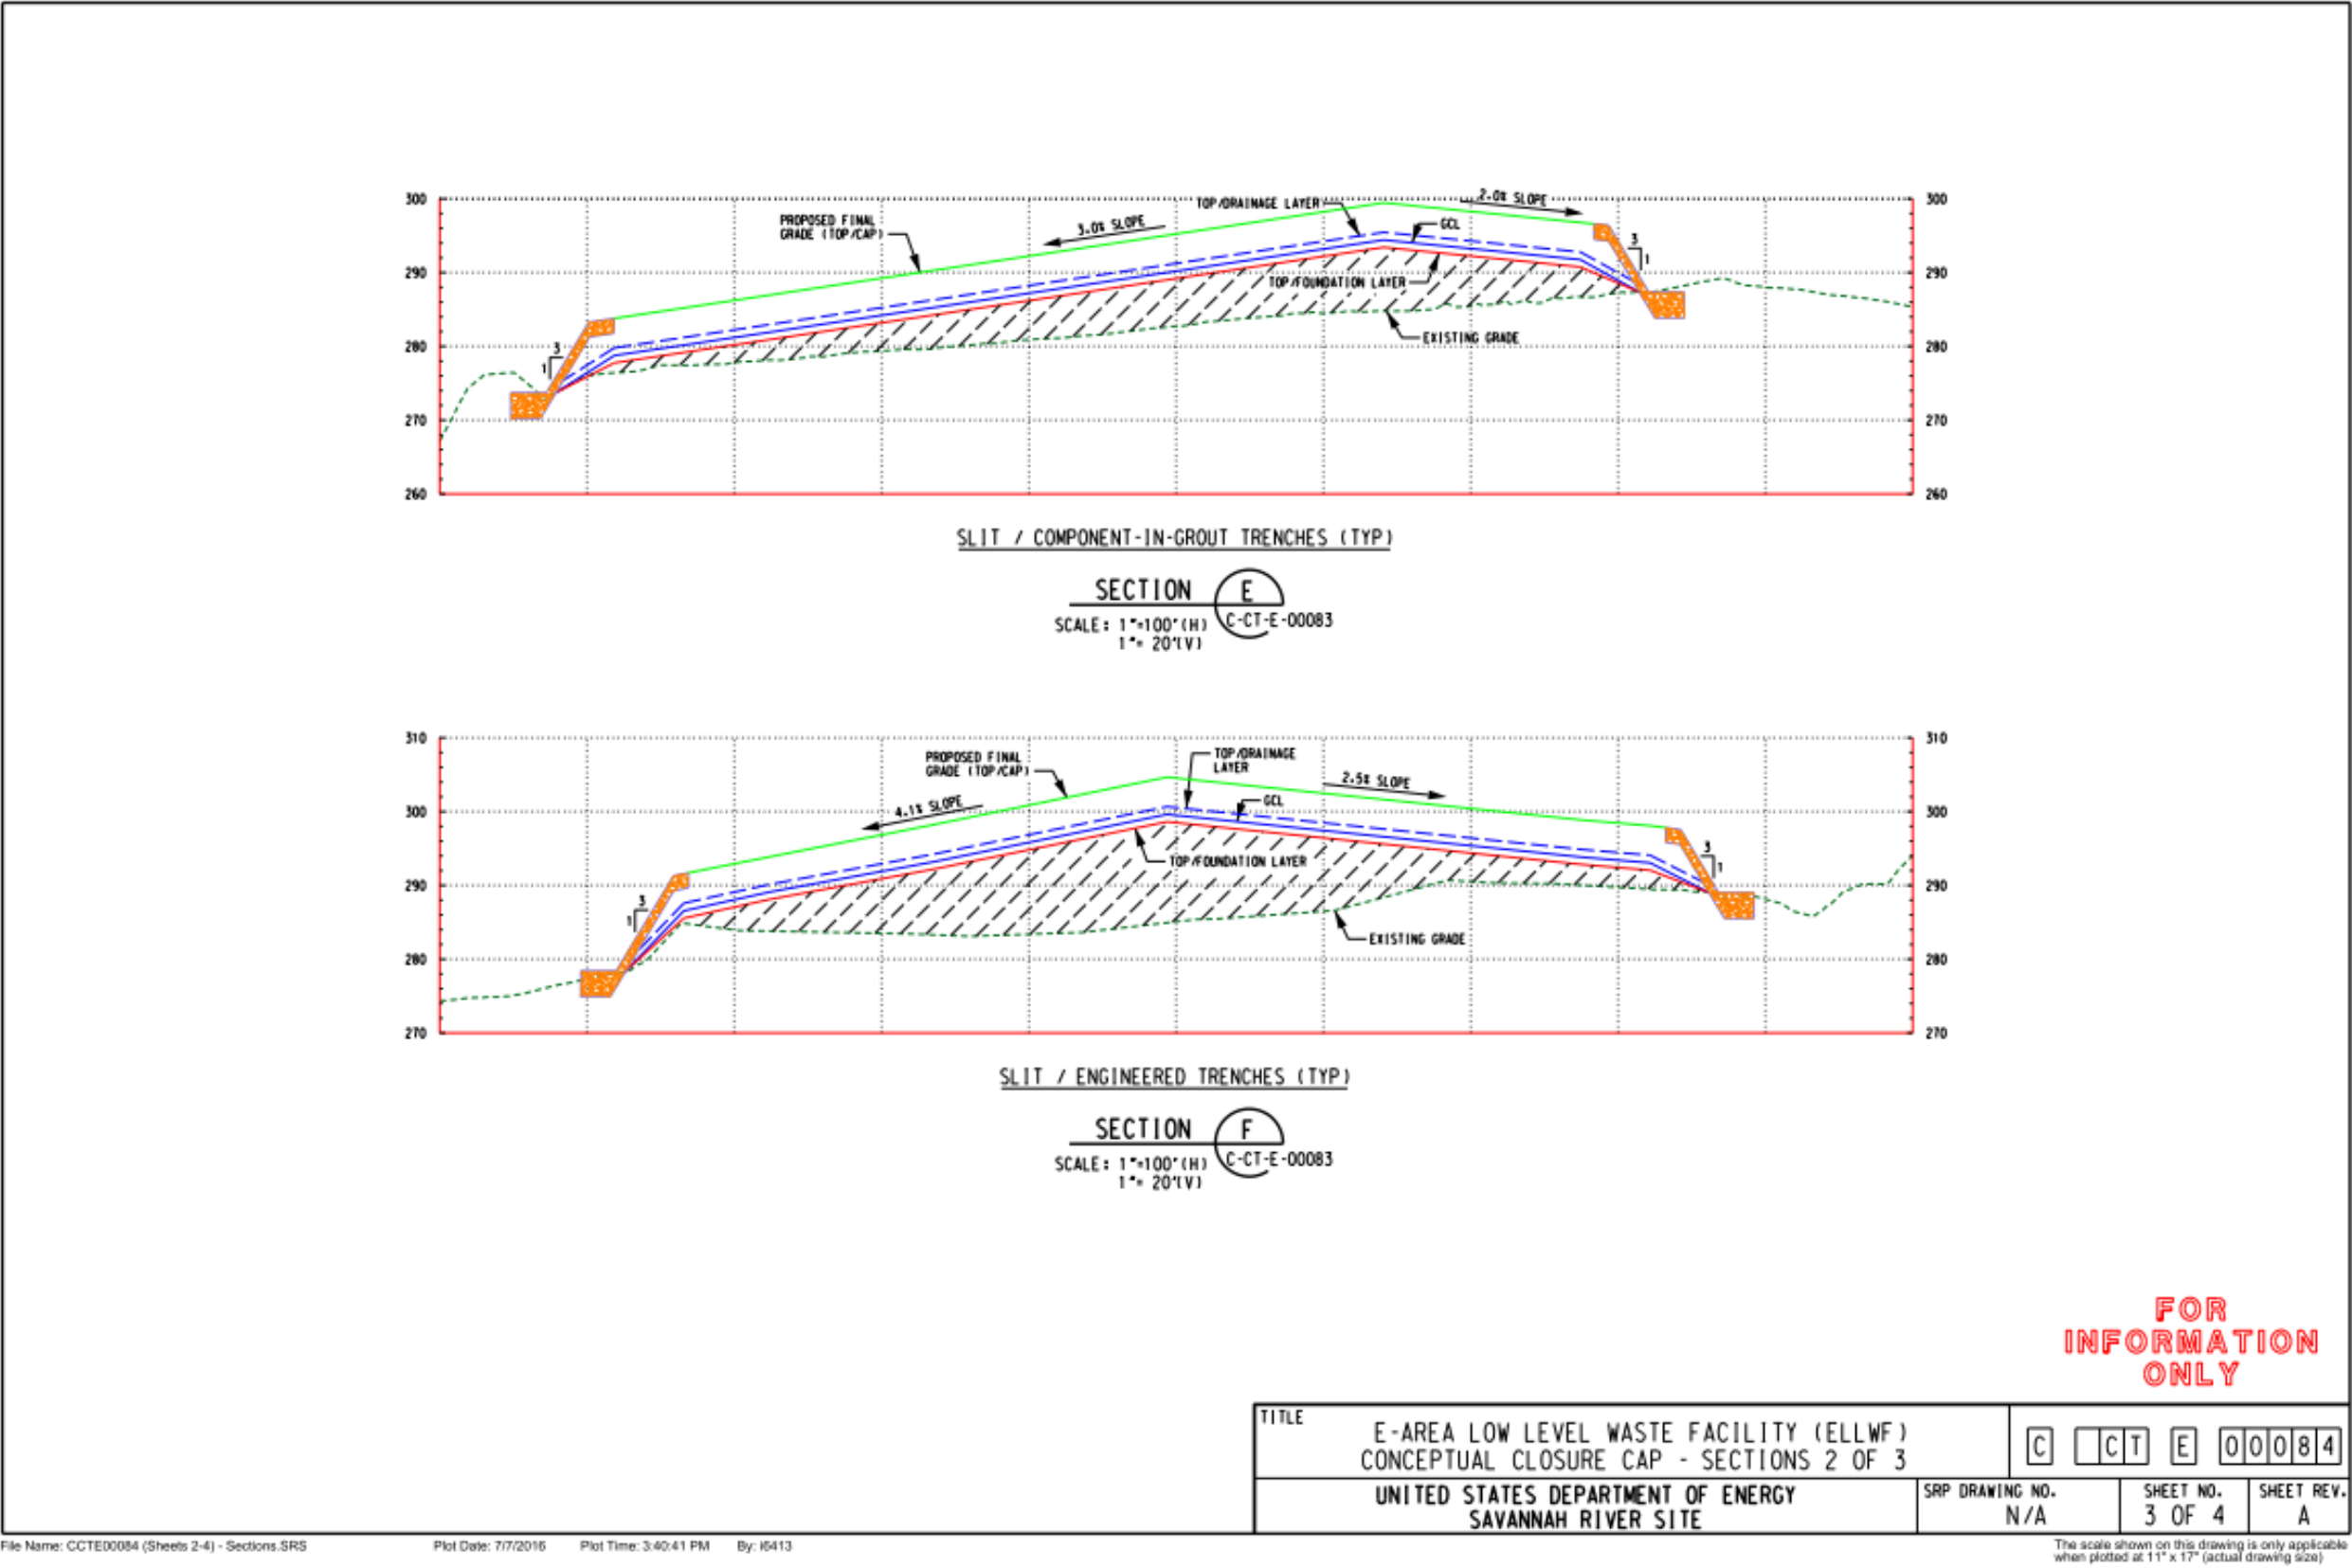 300
290
280
270
260
PROPOSED FINAL
GRADE (TOP/CAP)
3.0% SLOPE
TOP/DRAINAGE LAYER
2.0% SLOPE
GCL
TOP/FOUNDATION LAYER
EXISTING GRADE
3
1
3
1
300
290
280
270
260
SLIT / COMPONENT-IN-GROUT TRENCHES (TYP)
SECTION E
SCALE: 1"=100'(H) C-CT-E-00083
1"= 20'(V)
310
300
290
280
270
PROPOSED FINAL
GRADE (TOP/CAP)
4.1% SLOPE
TOP/DRAINAGE
LAYER
GCL
2.5% SLOPE
TOP/FOUNDATION LAYER
EXISTING GRADE
3
1
3
1
310
300
290
280
270
SLIT / ENGINEERED TRENCHES (TYP)
SECTION F
SCALE: 1"=100'(H) C-CT-E-00083
1"= 20'(V)
FOR
INFORMATION
ONLY
TITLE
E-AREA LOW LEVEL WASTE FACILITY (ELLWF)
CONCEPTUAL CLOSURE CAP - SECTIONS 2 OF 3
C CT E 00084
UNITED STATES DEPARTMENT OF ENERGY
SAVANNAH RIVER SITE
SRP DRAWING NO.
N/A
SHEET NO.
3 OF 4
SHEET REV.
A
File Name: CCTE00084 (Sheets 2-4) - Sections.SRS Plot Date: 7/7/2016 Plot Time: 3:40:41 PM By: i6413
The scale shown on this drawing is only applicable
when plotted at 11" x 17" (actual drawing size)